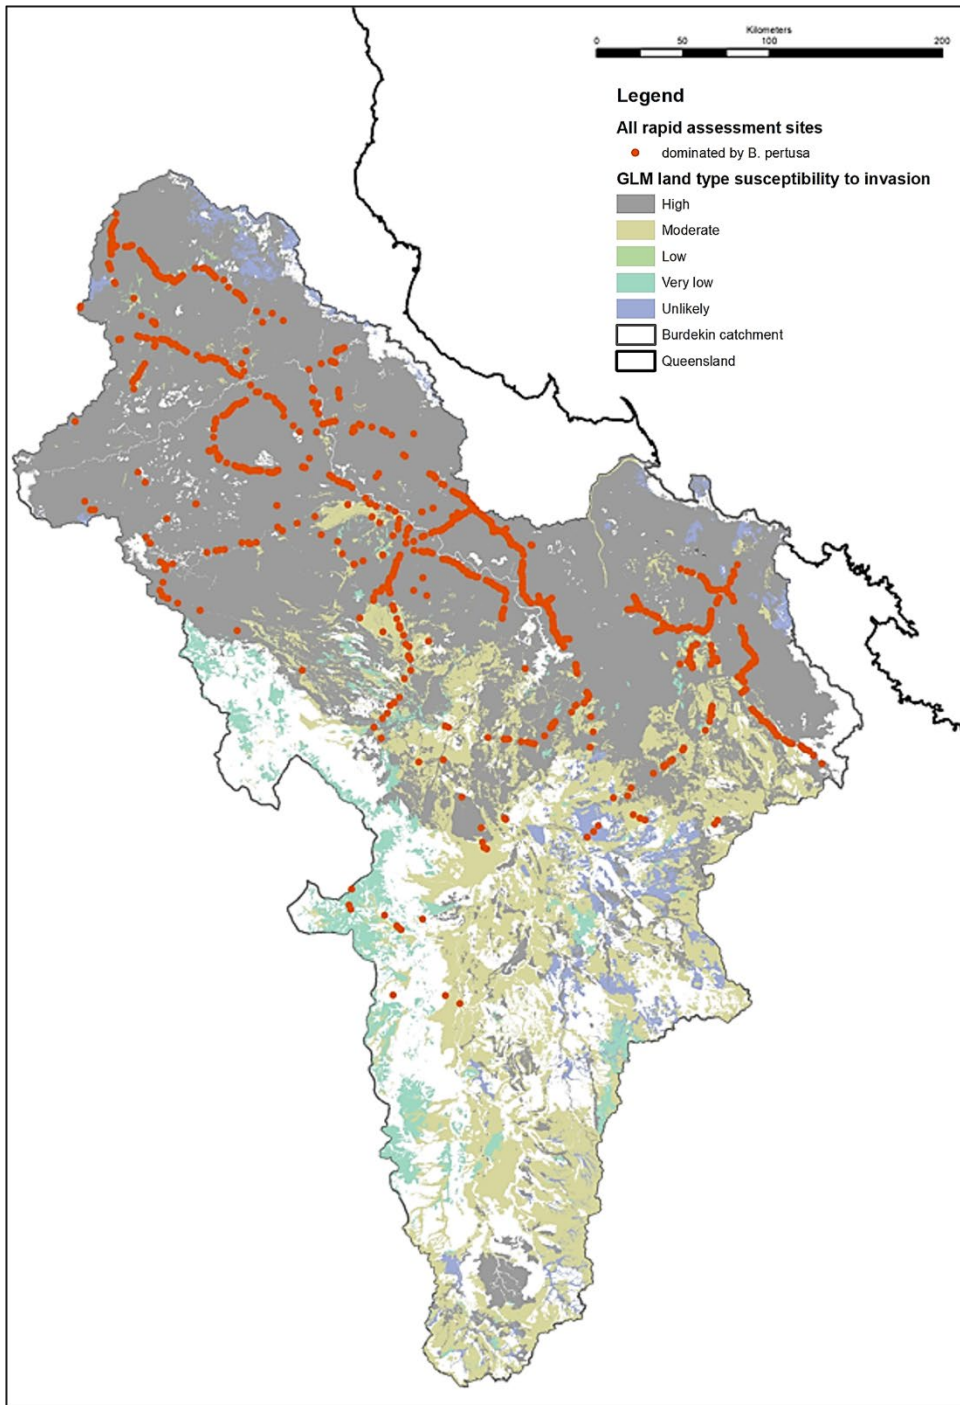 Kilometers
0 50 100 200
Legend
All rapid assessment sites
dominated by B. pertusa
GLM land type susceptibility to invasion
High
Moderate
Low
Very low
Unlikely
Burdekin catchment
Queensland